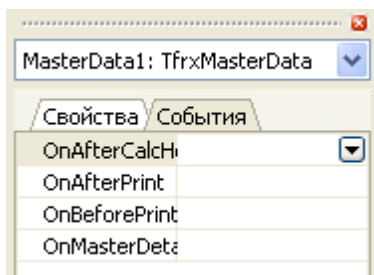 MasterData1: TfrxMasterData
Свойства События
OnAfterCalcH
OnAfterPrint
OnBeforePrint
OnMasterDeta